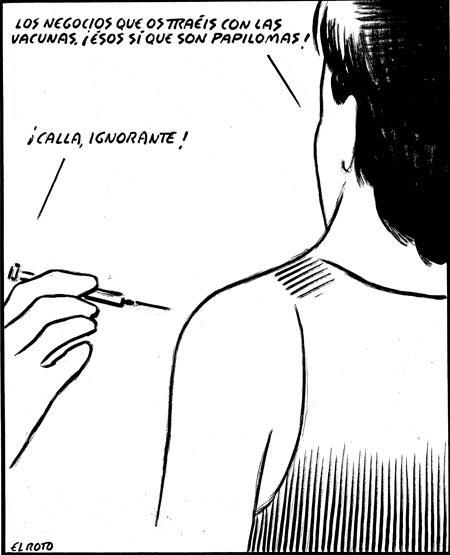 LOS NEGOCIOS QUE OS TRAÉIS CON LAS
VACUNAS, ¡ÉSOS SÍ QUE SON PAPILOMAS!
¡CALLA, IGNORANTE!
EL ROTO